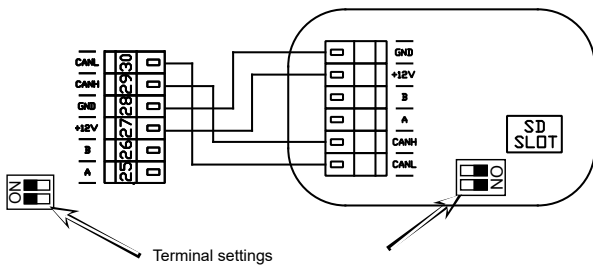 CANL 30
CANH 29
GND 28
+12V 27
B 26
A 25
GND
+12V
B
A
CANH
CANL
SD
SLOT
ON
ON
Terminal settings